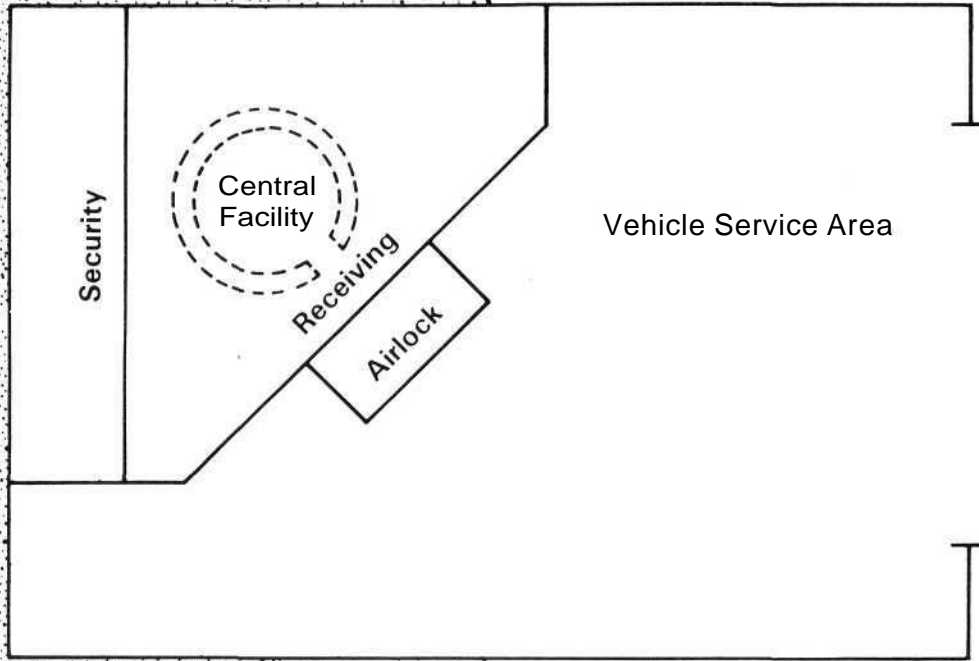 Security
Central
Facility
Receiving
Airlock
Vehicle Service Area